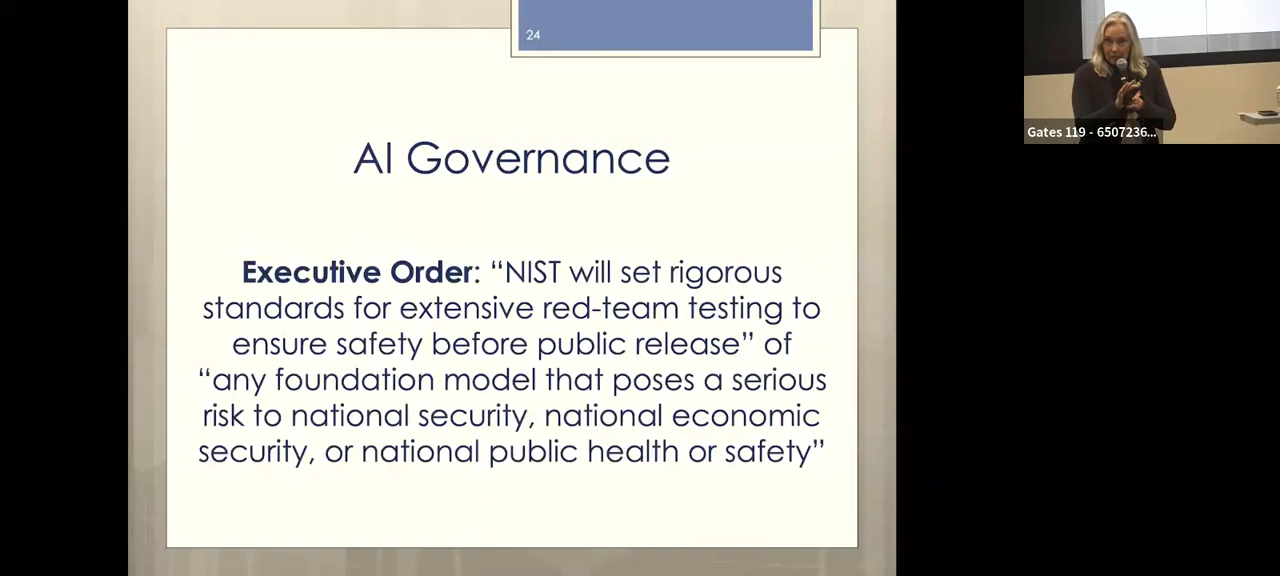 24
AI Governance
Executive Order: “NIST will set rigorous
standards for extensive red-team testing to
ensure safety before public release” of
“any foundation model that poses a serious
risk to national security, national economic
security, or national public health or safety”
Gates 119 - 6507236...